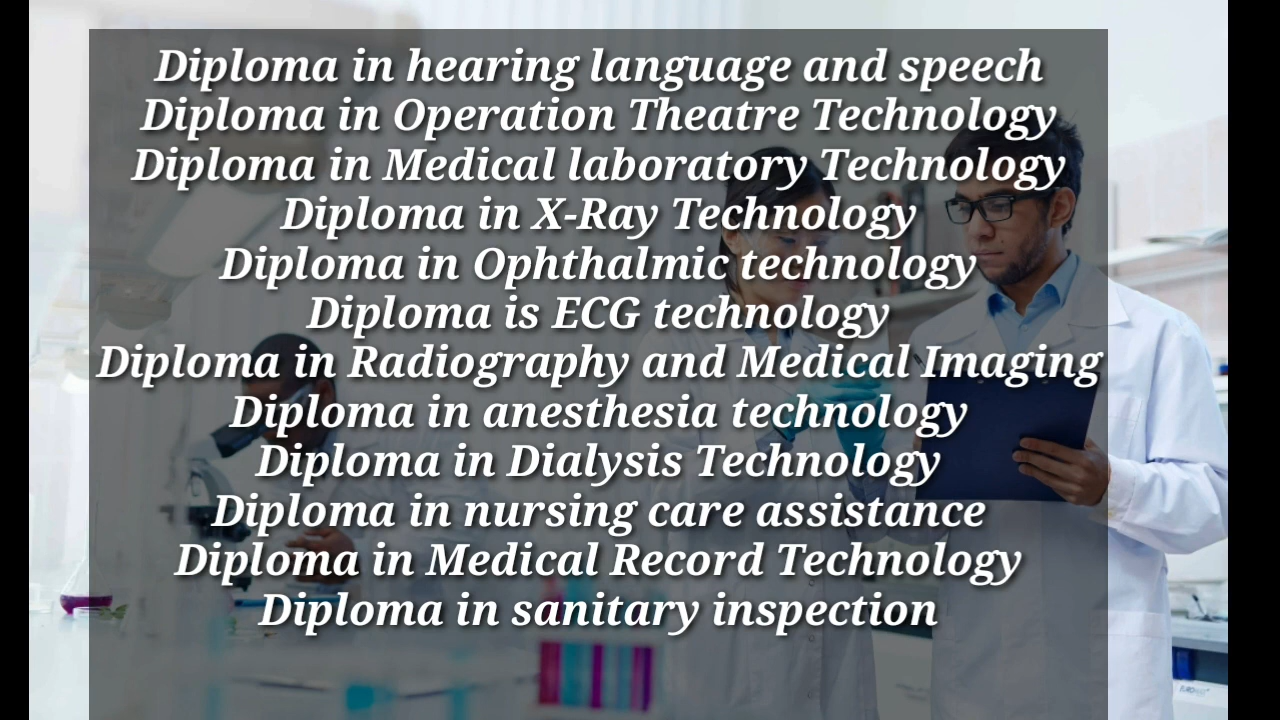 Diploma in hearing language and speech
Diploma in Operation Theatre Technology
Diploma in Medical laboratory Technology
Diploma in X-Ray Technology
Diploma in Ophthalmic technology
Diploma is ECG technology
Diploma in Radiography and Medical Imaging
Diploma in anesthesia technology
Diploma in Dialysis Technology
Diploma in nursing care assistance
Diploma in Medical Record Technology
Diploma in sanitary inspection